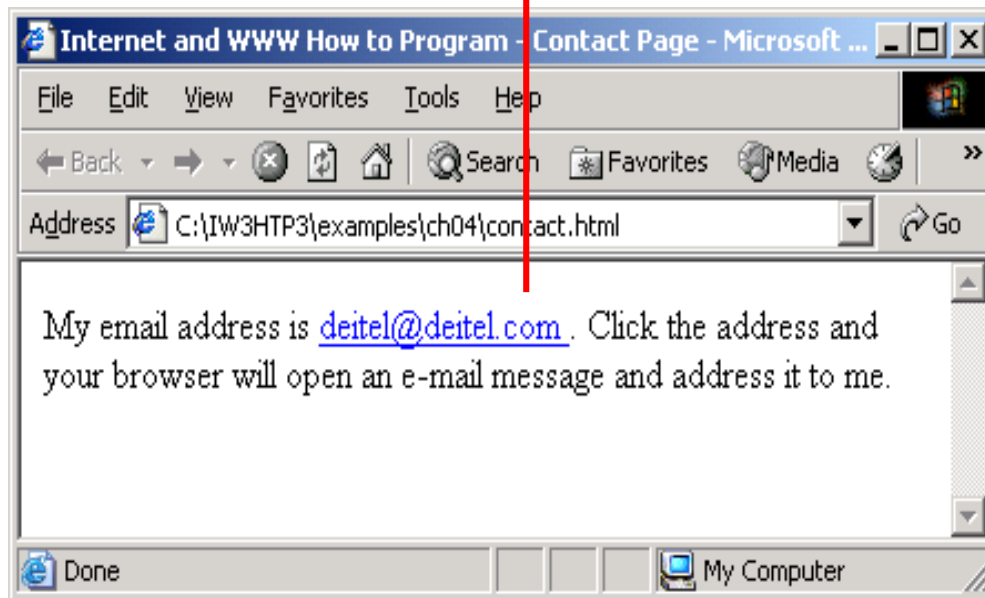 Internet and WWW How to Program - Contact Page - Microsoft ...
File Edit View Favorites Tools Help
Back Search Favorites Media »
Address C:\IW3HTP3\examples\ch04\contact.html Go
My email address is deitel@deitel.com . Click the address and
your browser will open an e-mail message and address it to me.
Done My Computer